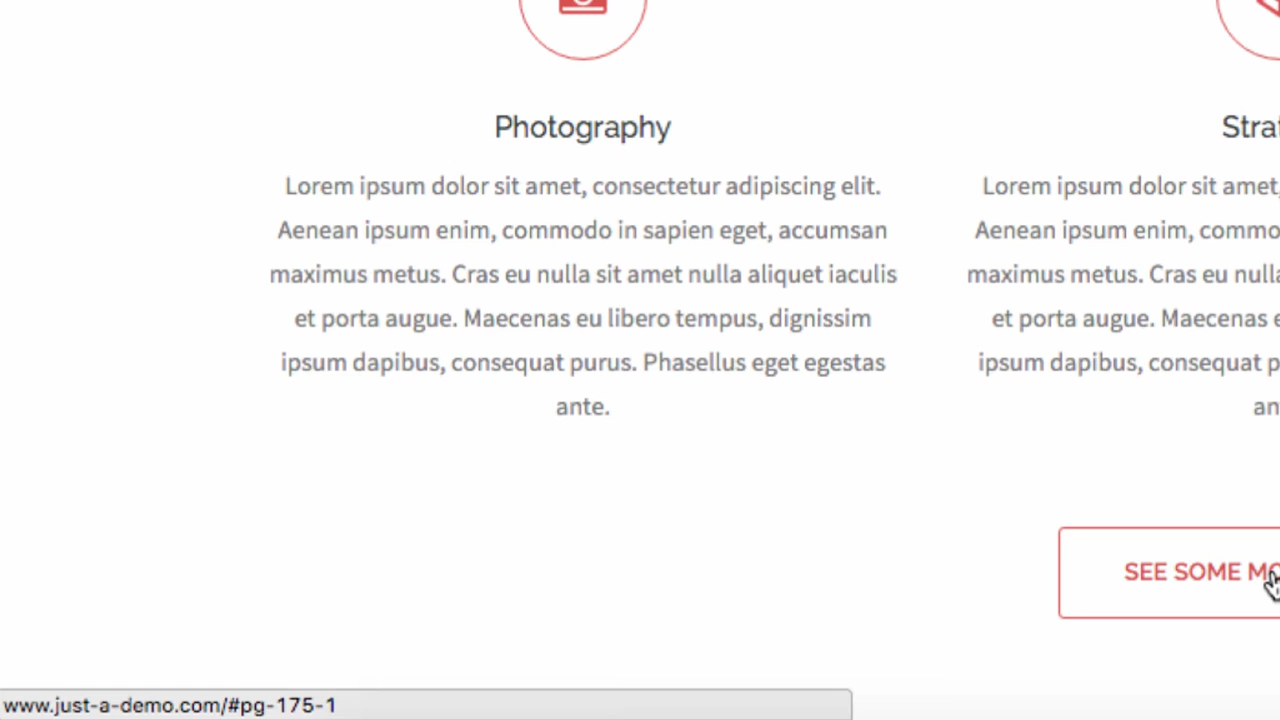 Photography
Lorem ipsum dolor sit amet, consectetur adipiscing elit.
Aenean ipsum enim, commodo in sapien eget, accumsan
maximus metus. Cras eu nulla sit amet nulla aliquet iaculis
et porta augue. Maecenas eu libero tempus, dignissim
ipsum dapibus, consequat purus. Phasellus eget egestas
ante.
Strat
Lorem ipsum dolor sit amet,
Aenean ipsum enim, commo
maximus metus. Cras eu nulla
et porta augue. Maecenas e
ipsum dapibus, consequat p
an
SEE SOME MO
www.just-a-demo.com/#pg-175-1